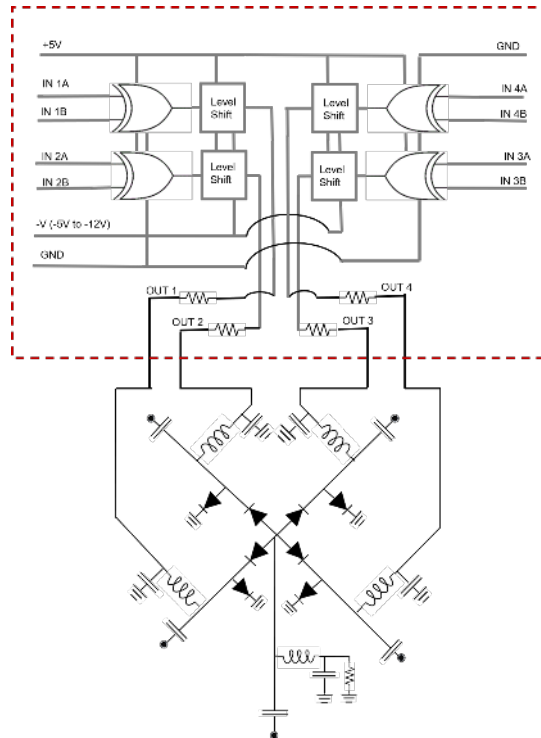 +5V
GND
IN 1A
IN 4A
Level
Shift
Level
Shift
IN 1B
IN 4B
IN 2A
IN 3A
Level
Shift
Level
Shift
IN 2B
IN 3B
-V (-5V to -12V)
GND
OUT 1
OUT 4
OUT 2
OUT 3